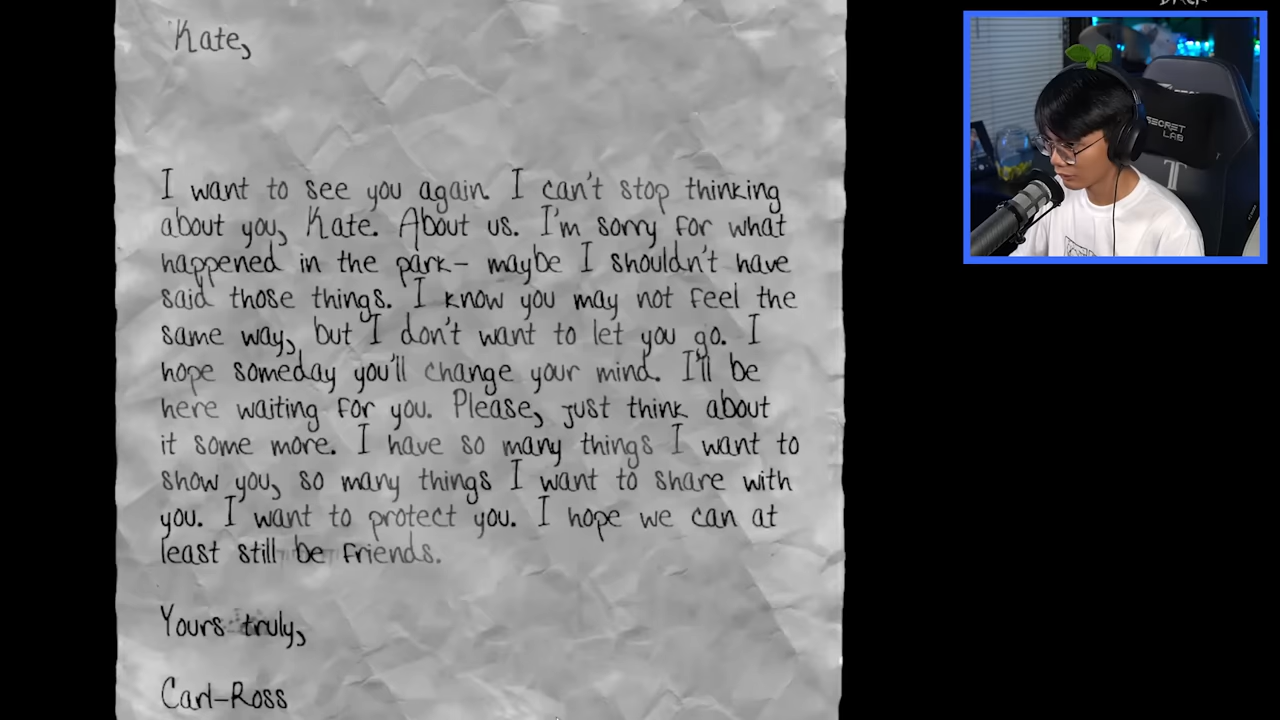 Kate,
I want to see you again. I can't stop thinking
about you, Kate. About us. I'm sorry for what
happened in the park- maybe I shouldn't have
said those things. I know you may not feel the
same way, but I don't want to let you go. I
hope someday you'll change your mind. I'll be
here waiting for you. Please, just think about
it some more. I have so many things I want to
show you, so many things I want to share with
you. I want to protect you. I hope we can at
least still be friends.
Yours truly,
Carl-Ross
SECRET
LAB